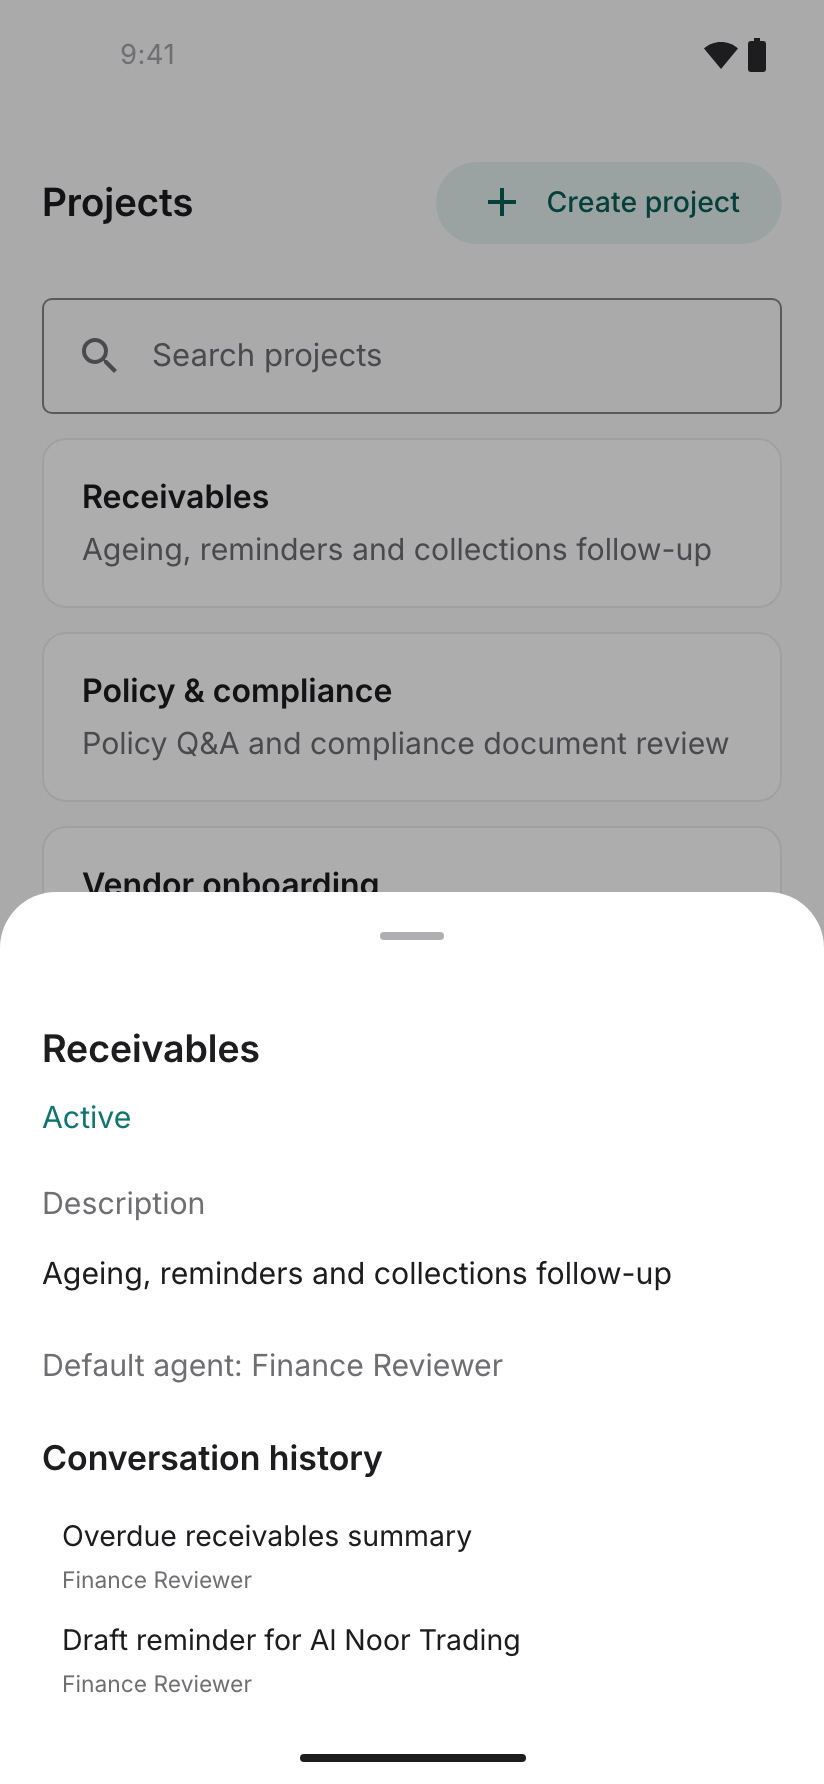 9:41
Projects
Create project
Search projects
Receivables
Ageing, reminders and collections follow-up
Policy & compliance
Policy Q&A and compliance document review
Vendor onboarding
Receivables
Active
Description
Ageing, reminders and collections follow-up
Default agent: Finance Reviewer
Conversation history
Overdue receivables summary
Finance Reviewer
Draft reminder for Al Noor Trading
Finance Reviewer